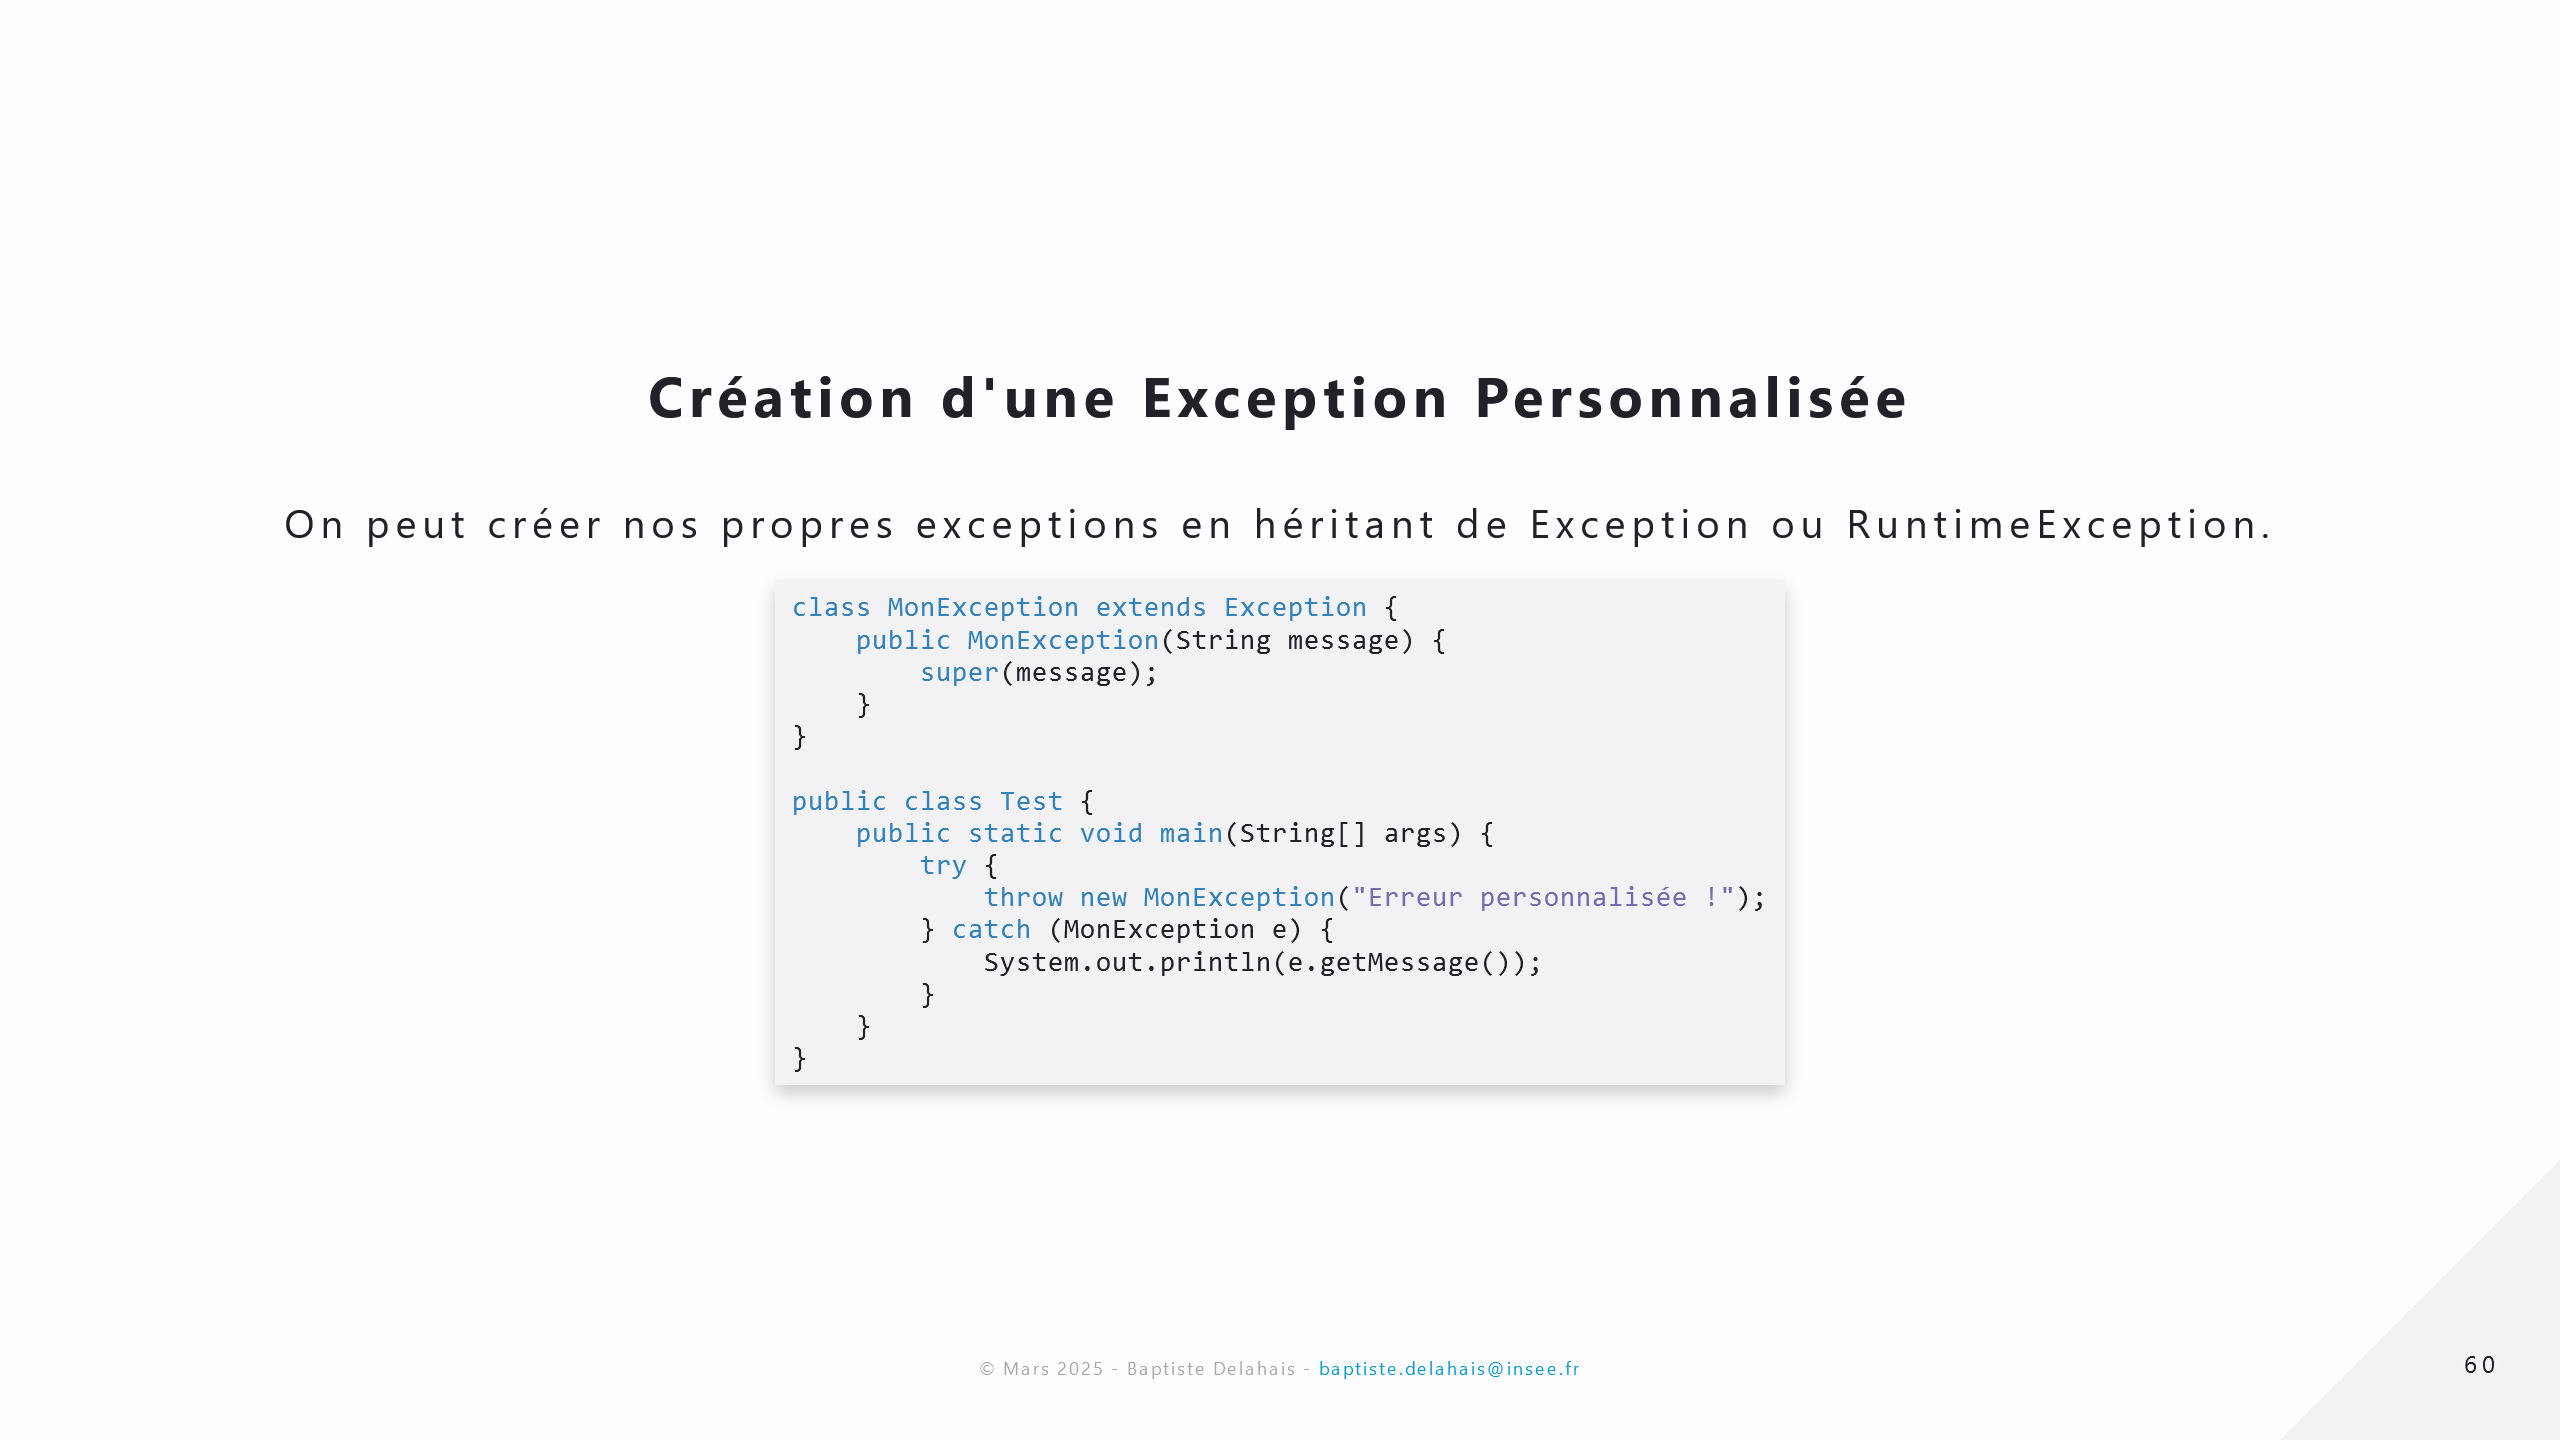 Création d'une Exception Personnalisée
On peut créer nos propres exceptions en héritant de Exception ou RuntimeException.
class MonException extends Exception {
    public MonException(String message) {
        super(message);
    }
}

public class Test {
    public static void main(String[] args) {
        try {
            throw new MonException("Erreur personnalisée !");
        } catch (MonException e) {
            System.out.println(e.getMessage());
        }
    }
}
© Mars 2025 - Baptiste Delahais - baptiste.delahais@insee.fr
60